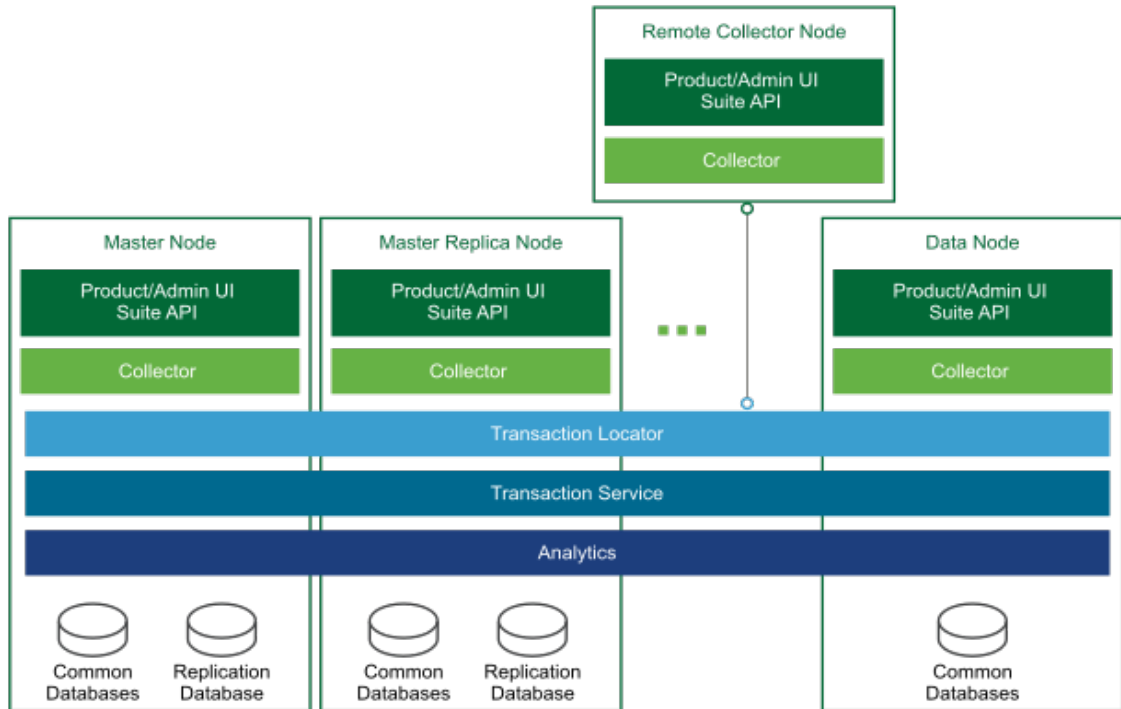 Remote Collector Node
Product/Admin UI
Suite API
Collector
Master Node
Product/Admin UI
Suite API
Collector
Master Replica Node
Product/Admin UI
Suite API
Collector
Data Node
Product/Admin UI
Suite API
Collector
Transaction Locator
Transaction Service
Analytics
Common
Databases
Replication
Database
Common
Databases
Replication
Database
Common
Databases